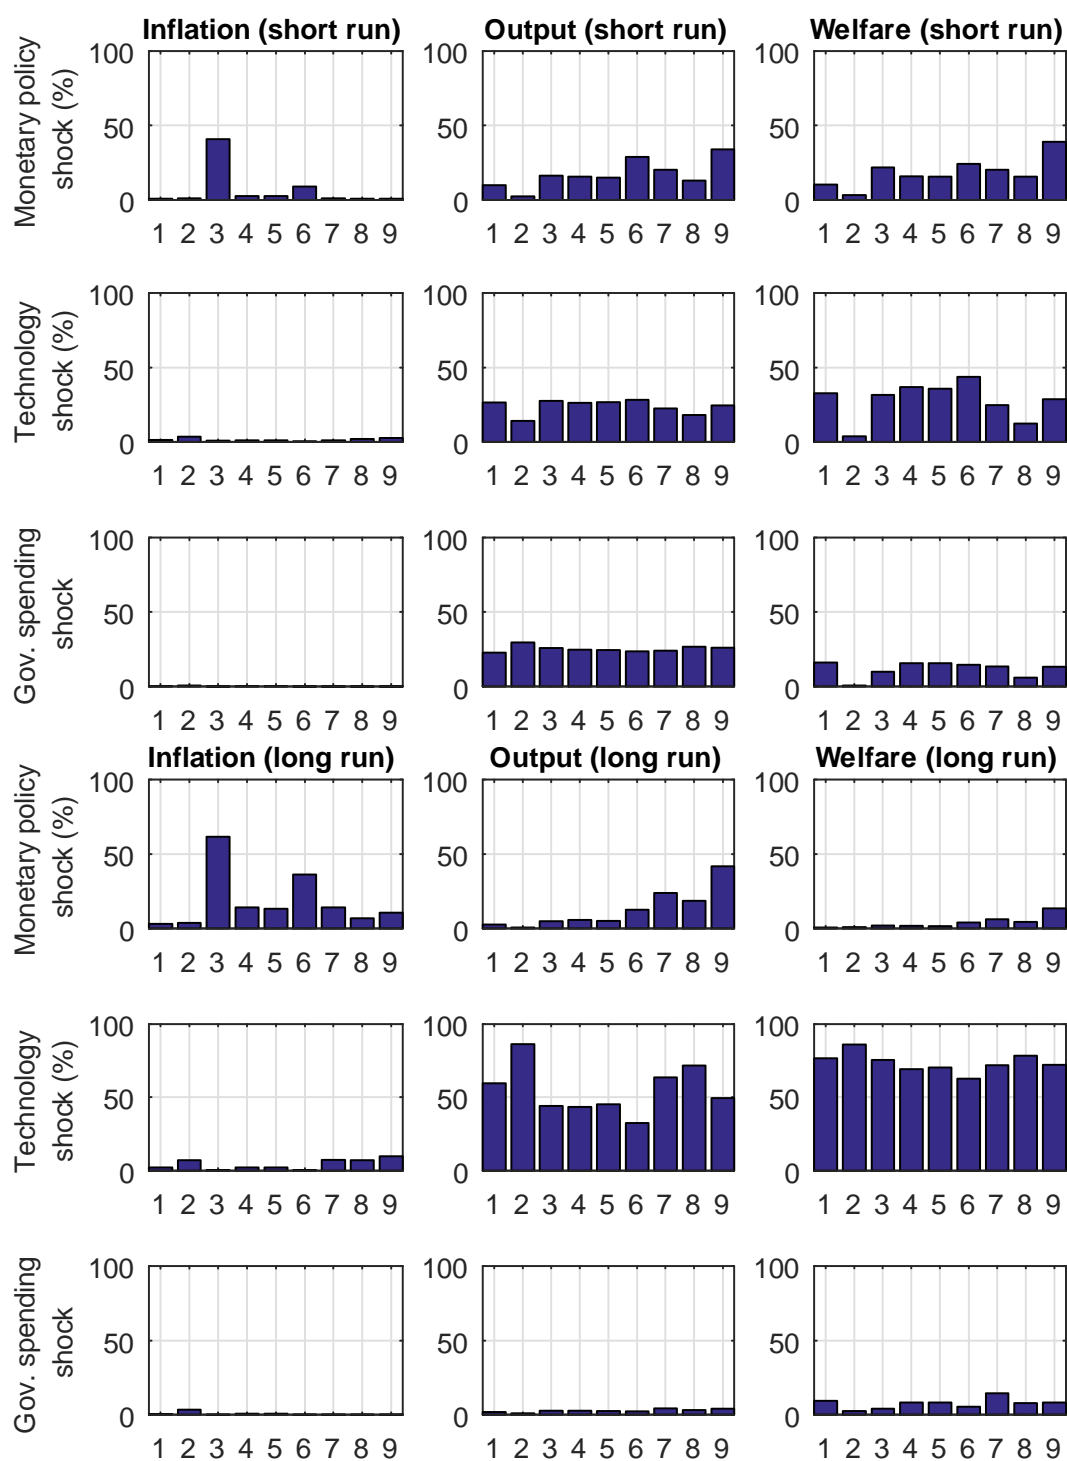 Inflation (short run) Output (short run) Welfare (short run)
Monetary policy
shock (%)
100 100 100
50 50 50
0 0 0
1 2 3 4 5 6 7 8 9 1 2 3 4 5 6 7 8 9 1 2 3 4 5 6 7 8 9
Technology
shock (%)
100 100 100
50 50 50
0 0 0
1 2 3 4 5 6 7 8 9 1 2 3 4 5 6 7 8 9 1 2 3 4 5 6 7 8 9
Gov. spending
shock
100 100 100
50 50 50
0 0 0
1 2 3 4 5 6 7 8 9 1 2 3 4 5 6 7 8 9 1 2 3 4 5 6 7 8 9
Inflation (long run) Output (long run) Welfare (long run)
Monetary policy
shock (%)
100 100 100
50 50 50
0 0 0
1 2 3 4 5 6 7 8 9 1 2 3 4 5 6 7 8 9 1 2 3 4 5 6 7 8 9
Technology
shock (%)
100 100 100
50 50 50
0 0 0
1 2 3 4 5 6 7 8 9 1 2 3 4 5 6 7 8 9 1 2 3 4 5 6 7 8 9
Gov. spending
shock
100 100 100
50 50 50
0 0 0
1 2 3 4 5 6 7 8 9 1 2 3 4 5 6 7 8 9 1 2 3 4 5 6 7 8 9